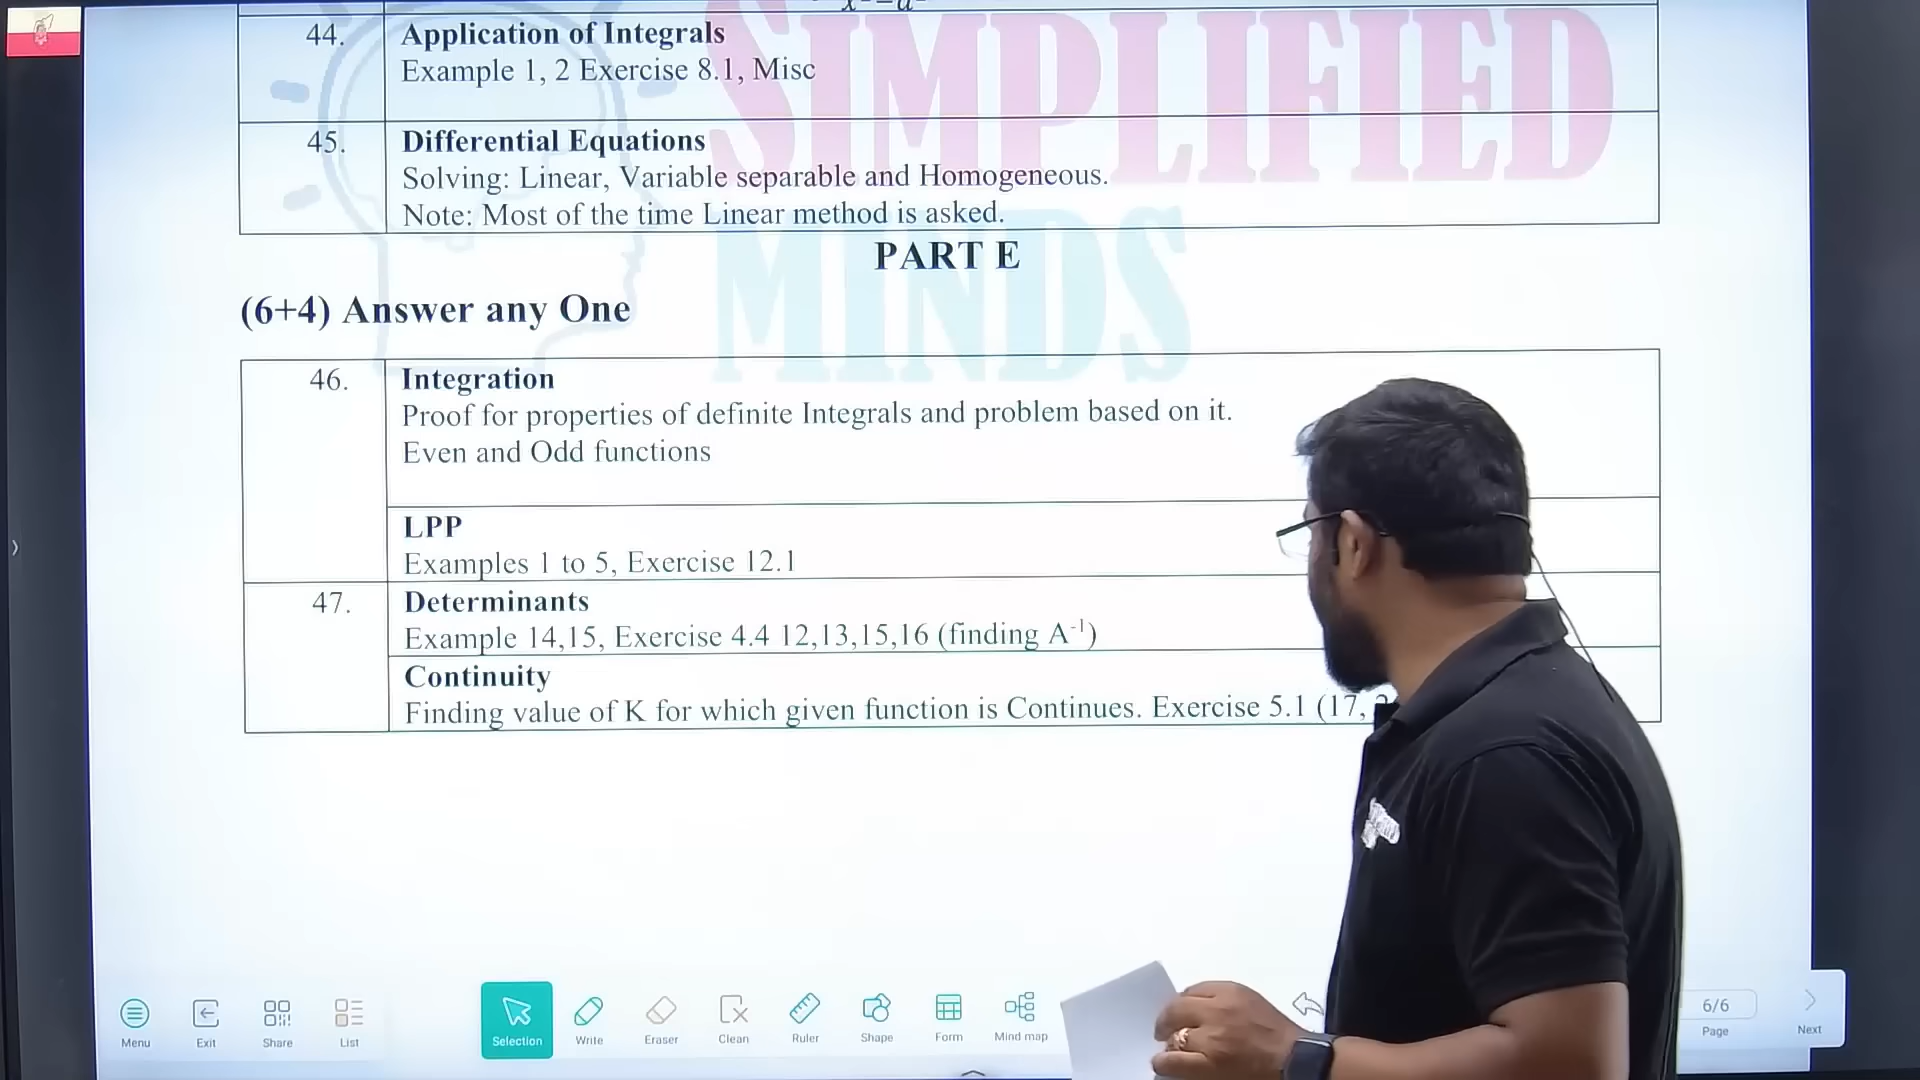 44. Application of Integrals
Example 1, 2 Exercise 8.1, Misc
45. Differential Equations
Solving: Linear, Variable separable and Homogeneous.
Note: Most of the time Linear method is asked.
SIMPLIFIED
MINDS
PART E
(6+4) Answer any One
46. Integration
Proof for properties of definite Integrals and problem based on it.
Even and Odd functions
LPP
Examples 1 to 5, Exercise 12.1
47. Determinants
Example 14,15, Exercise 4.4 12,13,15,16 (finding A⁻¹)
Continuity
Finding value of K for which given function is Continues. Exercise 5.1 (17,
Menu
Exit
Share
List
Selection
Write
Eraser
Clean
Ruler
Shape
Form
Mind map
6/6
Page
Next